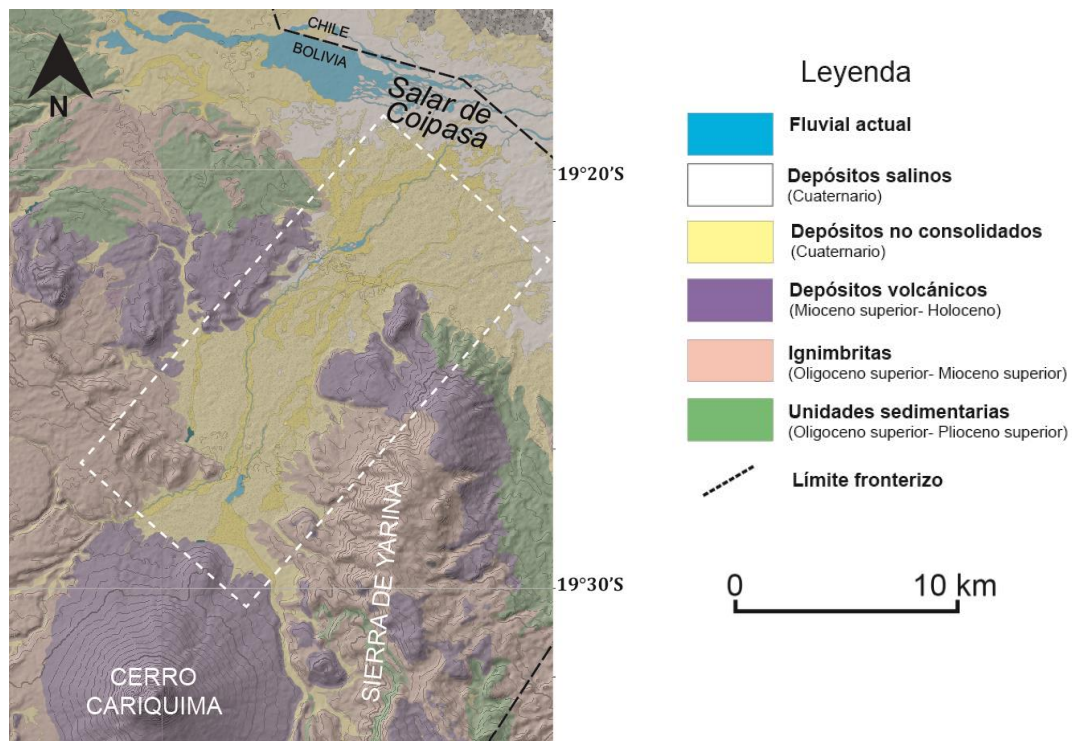 N
CHILE
BOLIVIA
Salar de
Coipasa
19°20'S
19°30'S
SIERRA DE YARINA
CERRO
CARIQUIMA
Leyenda
Fluvial actual
Depósitos salinos
(Cuaternario)
Depósitos no consolidados
(Cuaternario)
Depósitos volcánicos
(Mioceno superior- Holoceno)
Ignimbritas
(Oligoceno superior- Mioceno superior)
Unidades sedimentarias
(Oligoceno superior- Plioceno superior)
Límite fronterizo
0 10 km